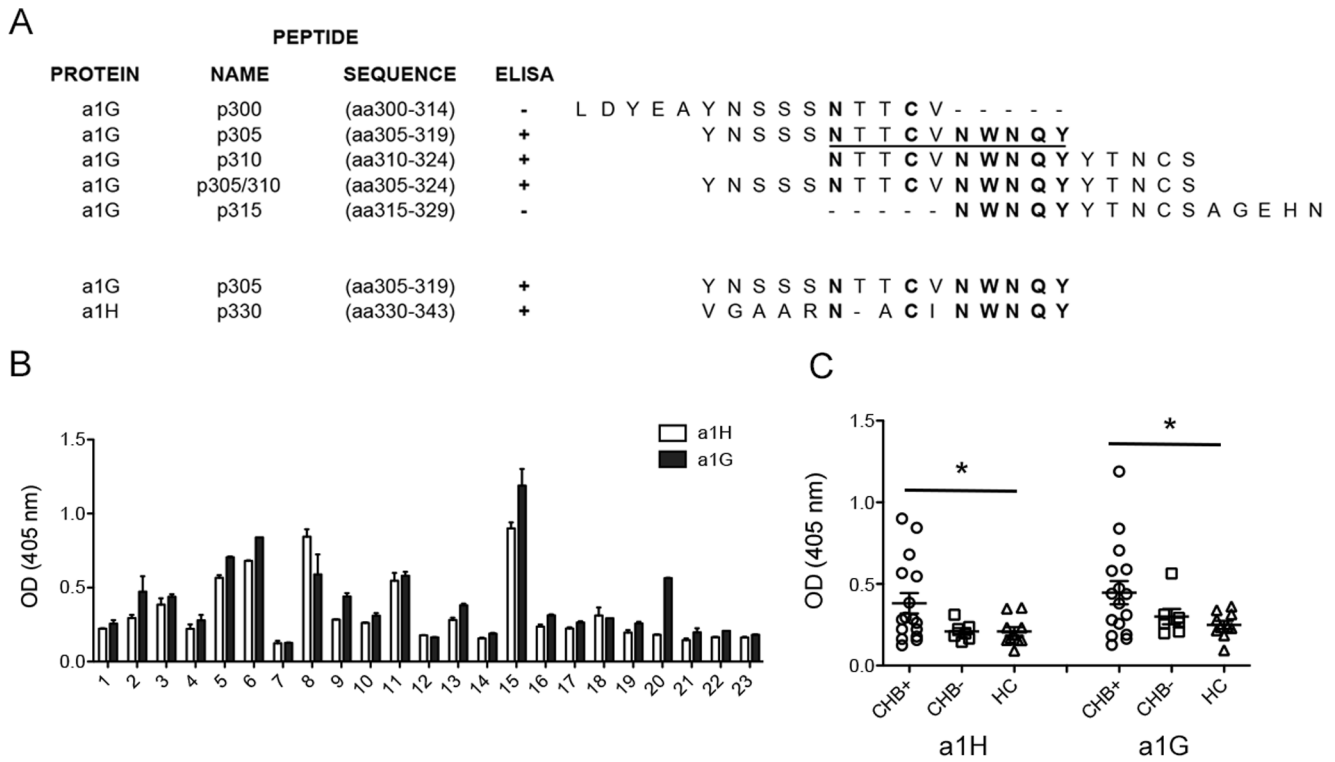 A
PEPTIDE
PROTEIN NAME SEQUENCE ELISA
a1G p300 (aa300-314) - L D Y E A Y N S S S N T T C V - - - - -
a1G p305 (aa305-319) + Y N S S S N T T C V N W N Q Y
a1G p310 (aa310-324) + N T T C V N W N Q Y Y T N C S
a1G p305/310 (aa305-324) + Y N S S S N T T C V N W N Q Y Y T N C S
a1G p315 (aa315-329) - - - - - - N W N Q Y Y T N C S A G E H N
a1G p305 (aa305-319) + Y N S S S N T T C V N W N Q Y
a1H p330 (aa330-343) + V G A A R N - A C I N W N Q Y
B
a1H
a1G
OD (405 nm)
1.5
1.0
0.5
0.0
1 2 3 4 5 6 7 8 9 10 11 12 13 14 15 16 17 18 19 20 21 22 23
C
OD (405 nm)
1.5
1.0
0.5
0.0
* *
CHB+ CHB- HC CHB+ CHB- HC
a1H a1G